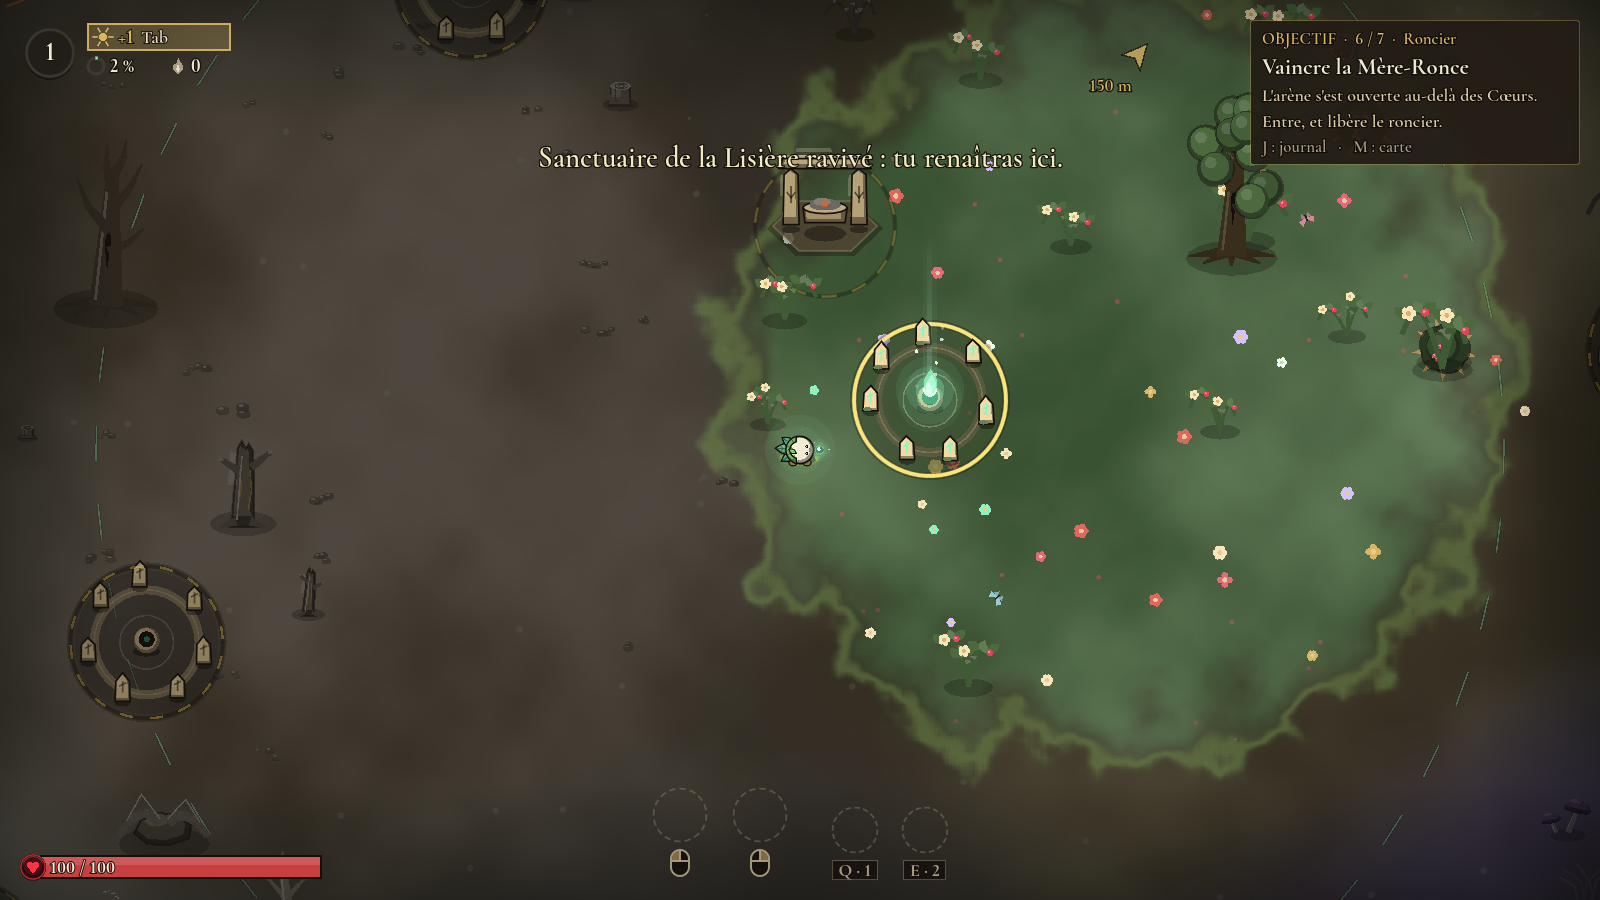 1
+1 Tab
2 %
0
150 m
OBJECTIF · 6 / 7 · Roncier
Vaincre la Mère-Ronce
L'arène s'est ouverte au-delà des Cœurs.
Entre, et libère le roncier.
J : journal · M : carte
Sanctuaire de la Lisière ravivé : tu renaîtras ici.
100 / 100
Q · 1
E · 2